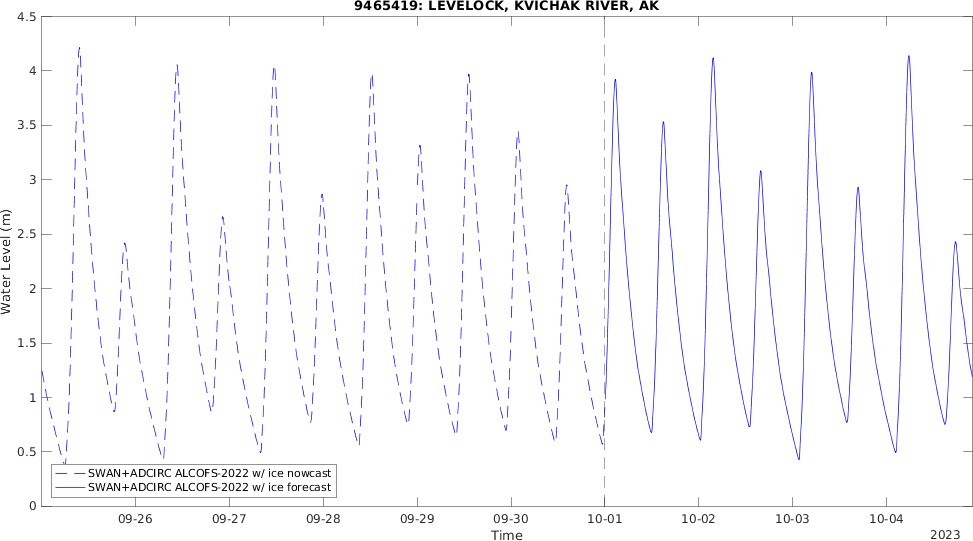 9465419: LEVELOCK, KVICHAK RIVER, AK
4.5
4
3.5
3
2.5
2
1.5
1
0.5
0
Water Level (m)
SWAN+ADCIRC ALCOFS-2022 w/ ice nowcast
SWAN+ADCIRC ALCOFS-2022 w/ ice forecast
09-26 09-27 09-28 09-29 09-30 10-01 10-02 10-03 10-04
Time
2023